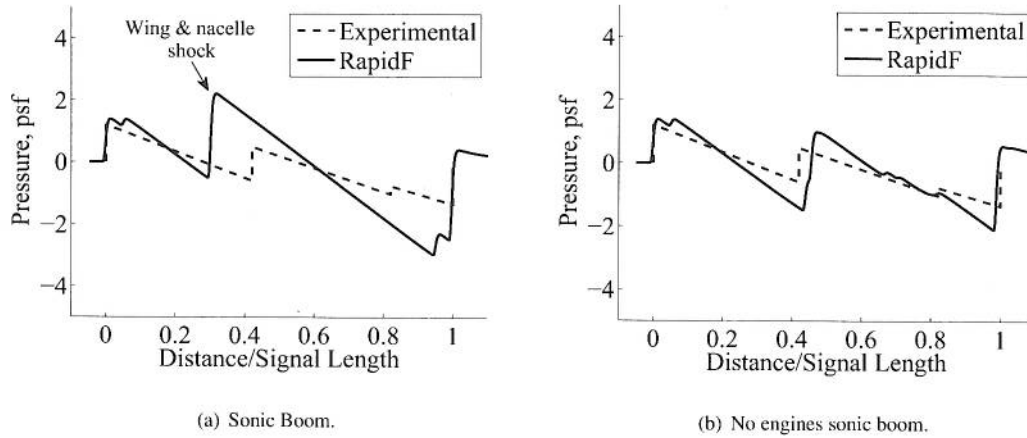 Wing & nacelle
shock
Experimental
RapidF
Pressure, psf
4
2
0
−2
−4
0
0.2
0.4
0.6
0.8
1
Distance/Signal Length
(a) Sonic Boom.
Experimental
RapidF
Pressure, psf
4
2
0
−2
−4
0
0.2
0.4
0.6
0.8
1
Distance/Signal Length
(b) No engines sonic boom.